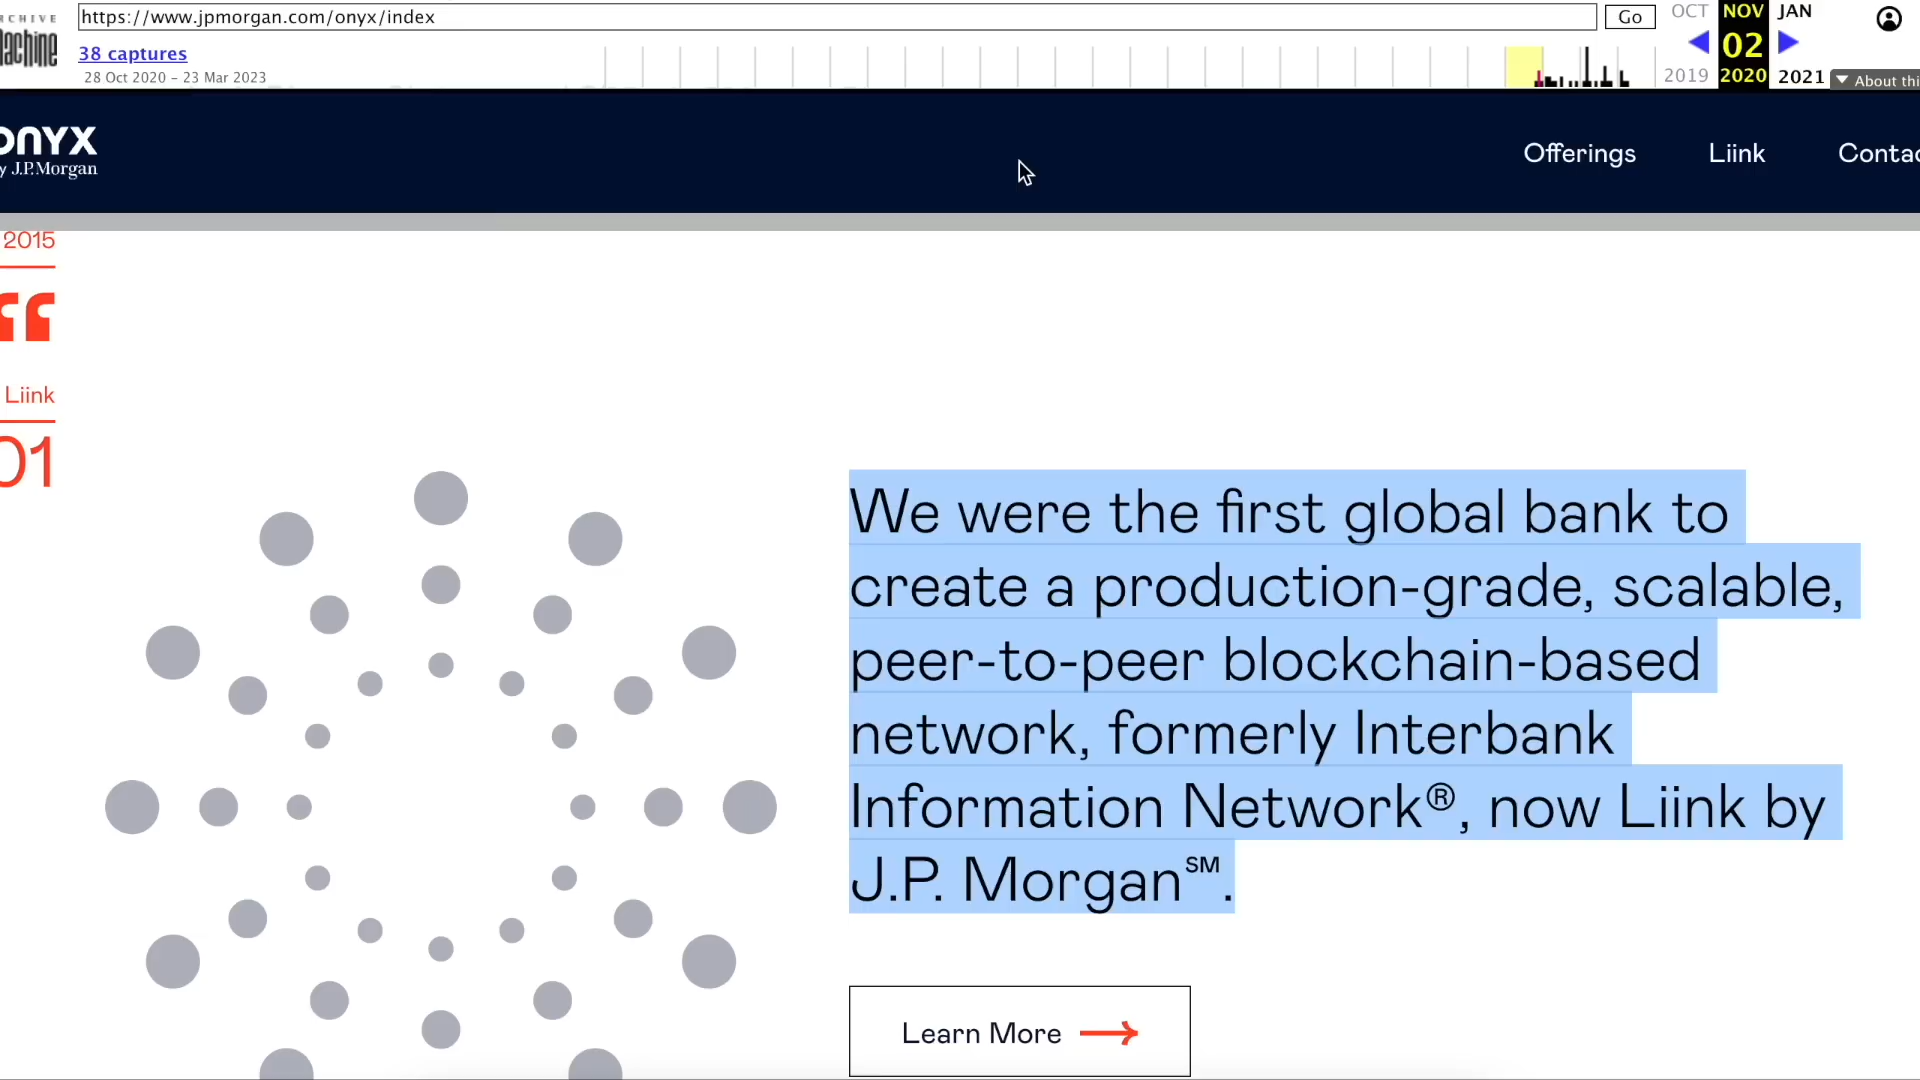 https://www.jpmorgan.com/onyx/index
Go
OCT NOV JAN
38 captures
02
28 Oct 2020 – 23 Mar 2023
2019 2020 2021
About thi
onyx
y J.P.Morgan
Offerings Liink Contac
2015
“
Liink
01
We were the first global bank to
create a production-grade, scalable,
peer-to-peer blockchain-based
network, formerly Interbank
Information Network®, now Liink by
J.P. Morgan℠.
Learn More